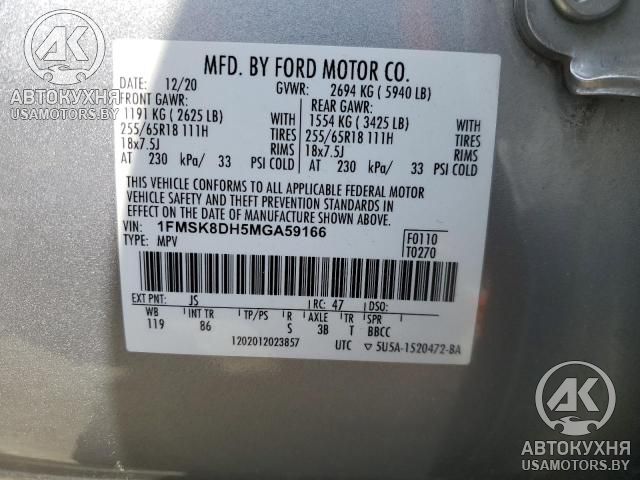 АВТОКУХНЯ
USAMOTORS.BY
MFD. BY FORD MOTOR CO.
DATE: 12/20 GVWR: 2694 KG ( 5940 LB)
FRONT GAWR: REAR GAWR:
1191 KG ( 2625 LB) WITH 1554 KG ( 3425 LB) WITH
255/65R18 111H TIRES 255/65R18 111H TIRES
18x7.5J RIMS 18x7.5J RIMS
AT 230 kPa/ 33 PSI COLD AT 230 kPa/ 33 PSI COLD
THIS VEHICLE CONFORMS TO ALL APPLICABLE FEDERAL MOTOR
VEHICLE SAFETY AND THEFT PREVENTION STANDARDS IN
EFFECT ON THE DATE OF MANUFACTURE SHOWN ABOVE.
VIN: 1FMSK8DH5MGA59166 F0110
TYPE: MPV T0270
EXT PNT: JS RC: 47 DSO:
WB INT TR TP/PS R AXLE TR SPR
119 86 S 3B T BBCC
1202012023857 UTC ▽ 5U5A-1520472-BA
АК
АВТОКУХНЯ
USAMOTORS.BY